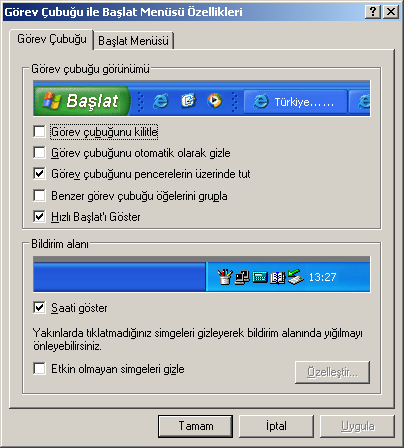 Görev Çubuğu ile Başlat Menüsü Özellikleri
Görev Çubuğu
Başlat Menüsü
Görev çubuğu görünümü
Başlat
Türkiye......
Görev çubuğunu kilitle
Görev çubuğunu otomatik olarak gizle
Görev çubuğunu pencerelerin üzerinde tut
Benzer görev çubuğu öğelerini grupla
Hızlı Başlat'ı Göster
Bildirim alanı
13:27
Saati göster
Yakınlarda tıklatmadığınız simgeleri gizleyerek bildirim alanında yığılmayı
önleyebilirsiniz.
Etkin olmayan simgeleri gizle
Özelleştir...
Tamam
İptal
Uygula